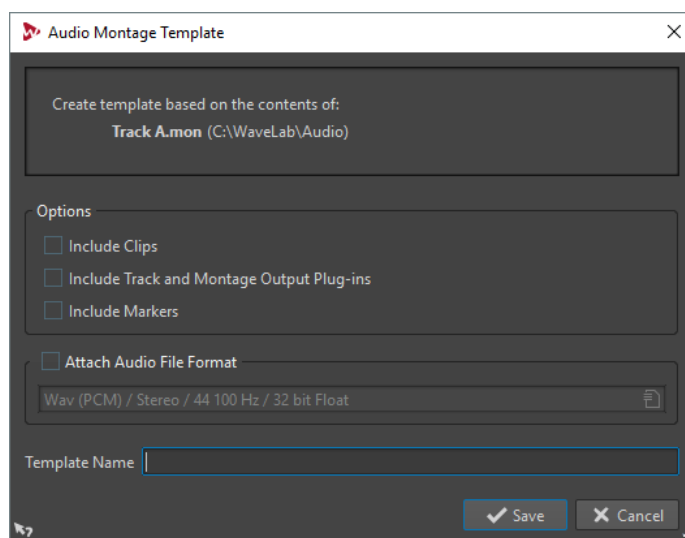 Audio Montage Template
Create template based on the contents of:
Track A.mon (C:\WaveLab\Audio)
Options
Include Clips
Include Track and Montage Output Plug-ins
Include Markers
Attach Audio File Format
Wav (PCM) / Stereo / 44 100 Hz / 32 bit Float
Template Name
Save Cancel